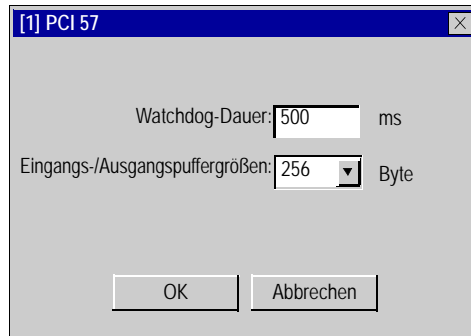 [1] PCI 57
Watchdog-Dauer: 500 ms
Eingangs-/Ausgangspuffergrößen: 256 Byte
OK Abbrechen